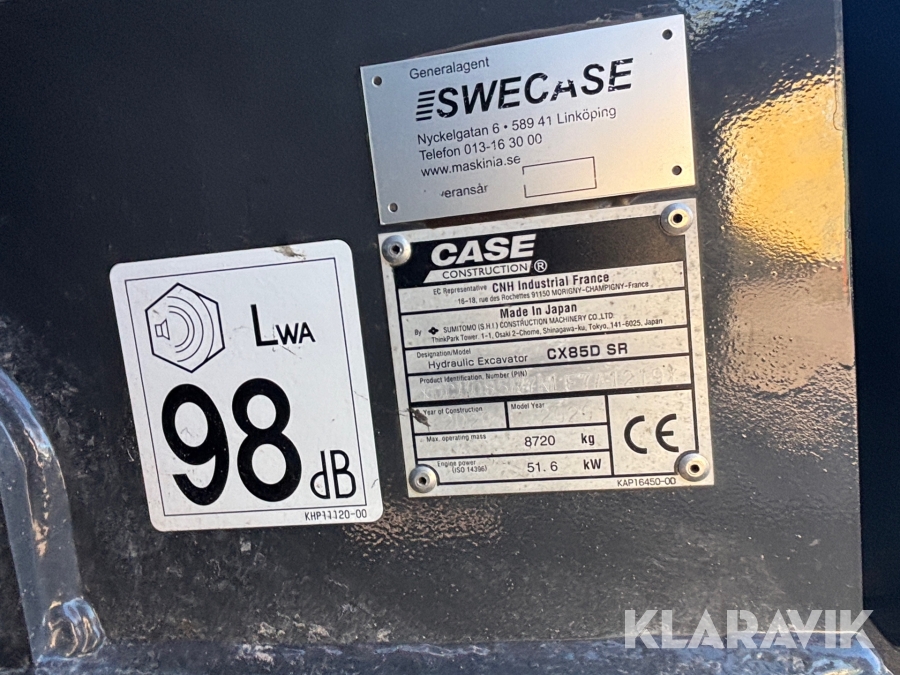 Generalagent
SWECASE
Nyckelgatan 6 • 589 41 Linköping
Telefon 013-16 30 00
www.maskinia.se
eransår
CASE
CONSTRUCTION ®
EC Representative CNH Industrial France
16-18, rue des Rochettes 91150 MORIGNY-CHAMPIGNY-France
Made in Japan
By SUMITOMO (S.H.I) CONSTRUCTION MACHINERY CO.,LTD.
ThinkPark Tower 1-1, Osaki 2-Chome, Shinagawa-ku, Tokyo, 141-6025, Japan
Designation/Model
Hydraulic Excavator CX85D SR
Product Identification Number (PIN)
Year of Construction Model Year
Max. operating mass 8720 kg
Engine power (ISO 14396) 51.6 kW
CE
KAP16450-00
LWA
98 dB
KHP11120-00
KLARAVIK